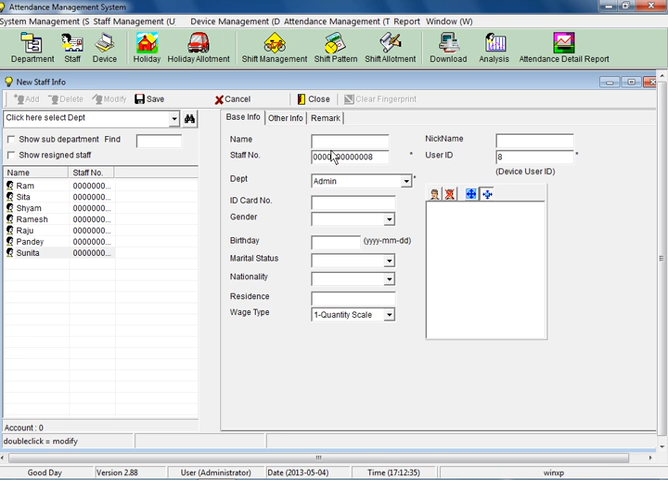 Attendance Management System
System Management (S Staff Management (U Device Management (D Attendance Management (T Report Window (W)
Department Staff Device Holiday Holiday Allotment Shift Management Shift Pattern Shift Allotment Download Analysis Attendance Detail Report
New Staff Info
Add Delete Modify Save Cancel Close Clear Fingerprint
Click here select Dept
Show sub department Find
Show resigned staff
Name Staff No.
Ram 0000000...
Sita 0000000...
Shyam 0000000...
Ramesh 0000000...
Raju 0000000...
Pandey 0000000...
Sunita 0000000...
Account : 0
doubleclick = modify
Base Info Other Info Remark
Name NickName
Staff No. * User ID 8 *
(Device User ID)
Dept Admin *
ID Card No.
Gender
Birthday (yyyy-mm-dd)
Marital Status
Nationality
Residence
Wage Type 1-Quantity Scale
Good Day Version 2.88 User (Administrator) Date (2013-05-04) Time (17:12:35) winxp